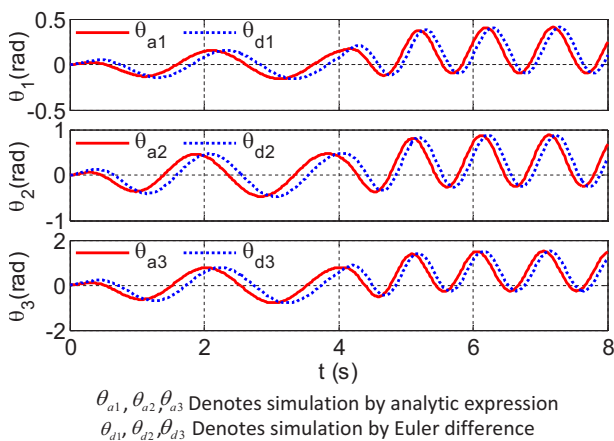 0.5
0
-0.5
θ1(rad)
θa1 θd1
1
0
-1
θ2(rad)
θa2 θd2
2
0
-2
θ3(rad)
θa3 θd3
0 2 4 6 8
t (s)
θa1, θa2,θa3 Denotes simulation by analytic expression
θd1, θd2,θd3 Denotes simulation by Euler difference